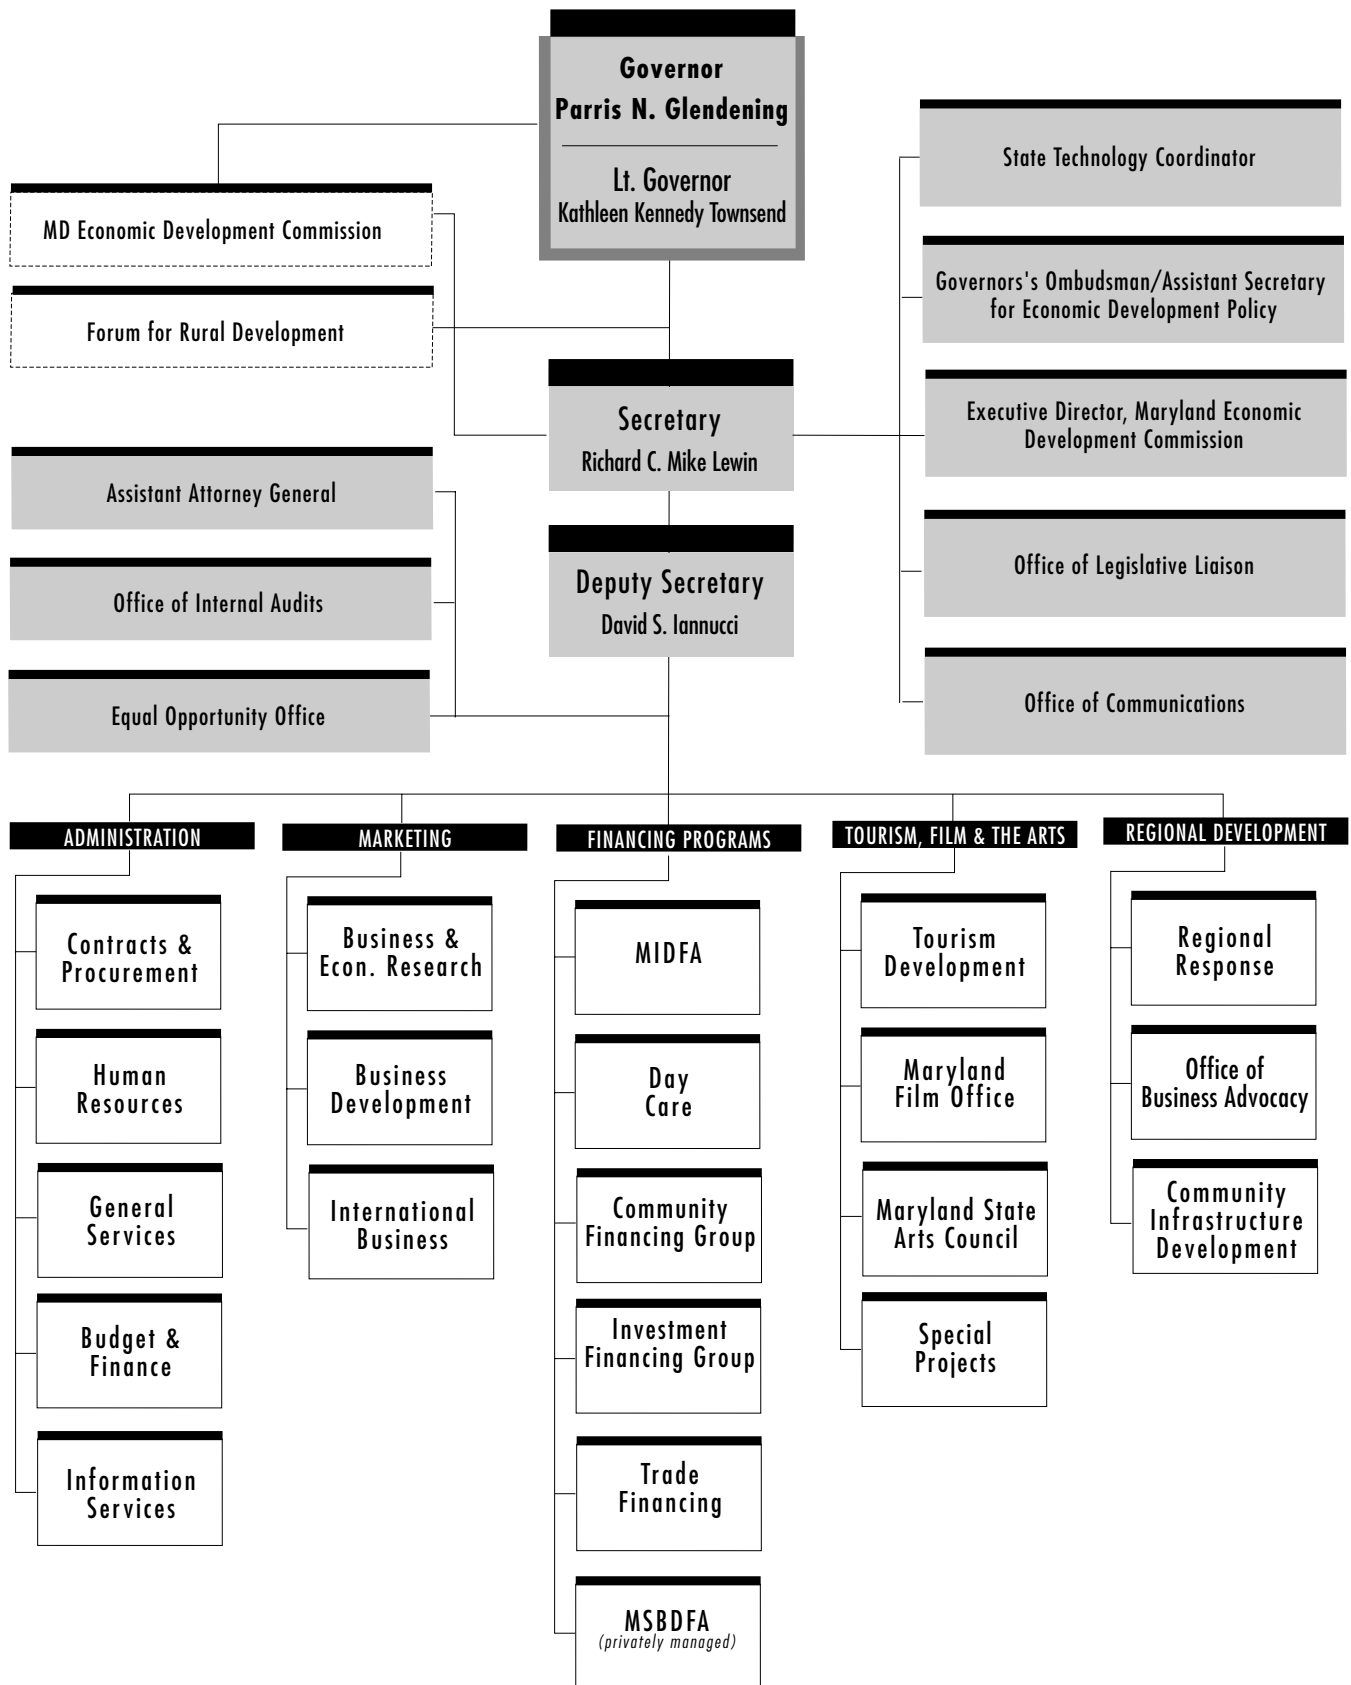 Governor
Parris N. Glendening
Lt. Governor
Kathleen Kennedy Townsend
MD Economic Development Commission
Forum for Rural Development
State Technology Coordinator
Governors's Ombudsman/Assistant Secretary
for Economic Development Policy
Executive Director, Maryland Economic
Development Commission
Office of Legislative Liaison
Office of Communications
Secretary
Richard C. Mike Lewin
Assistant Attorney General
Office of Internal Audits
Equal Opportunity Office
Deputy Secretary
David S. Iannucci
ADMINISTRATION
Contracts &
Procurement
Human
Resources
General
Services
Budget &
Finance
Information
Services
MARKETING
Business &
Econ. Research
Business
Development
International
Business
FINANCING PROGRAMS
MIDFA
Day
Care
Community
Financing Group
Investment
Financing Group
Trade
Financing
MSBDFA
(privately managed)
TOURISM, FILM & THE ARTS
Tourism
Development
Maryland
Film Office
Maryland State
Arts Council
Special
Projects
REGIONAL DEVELOPMENT
Regional
Response
Office of
Business Advocacy
Community
Infrastructure
Development